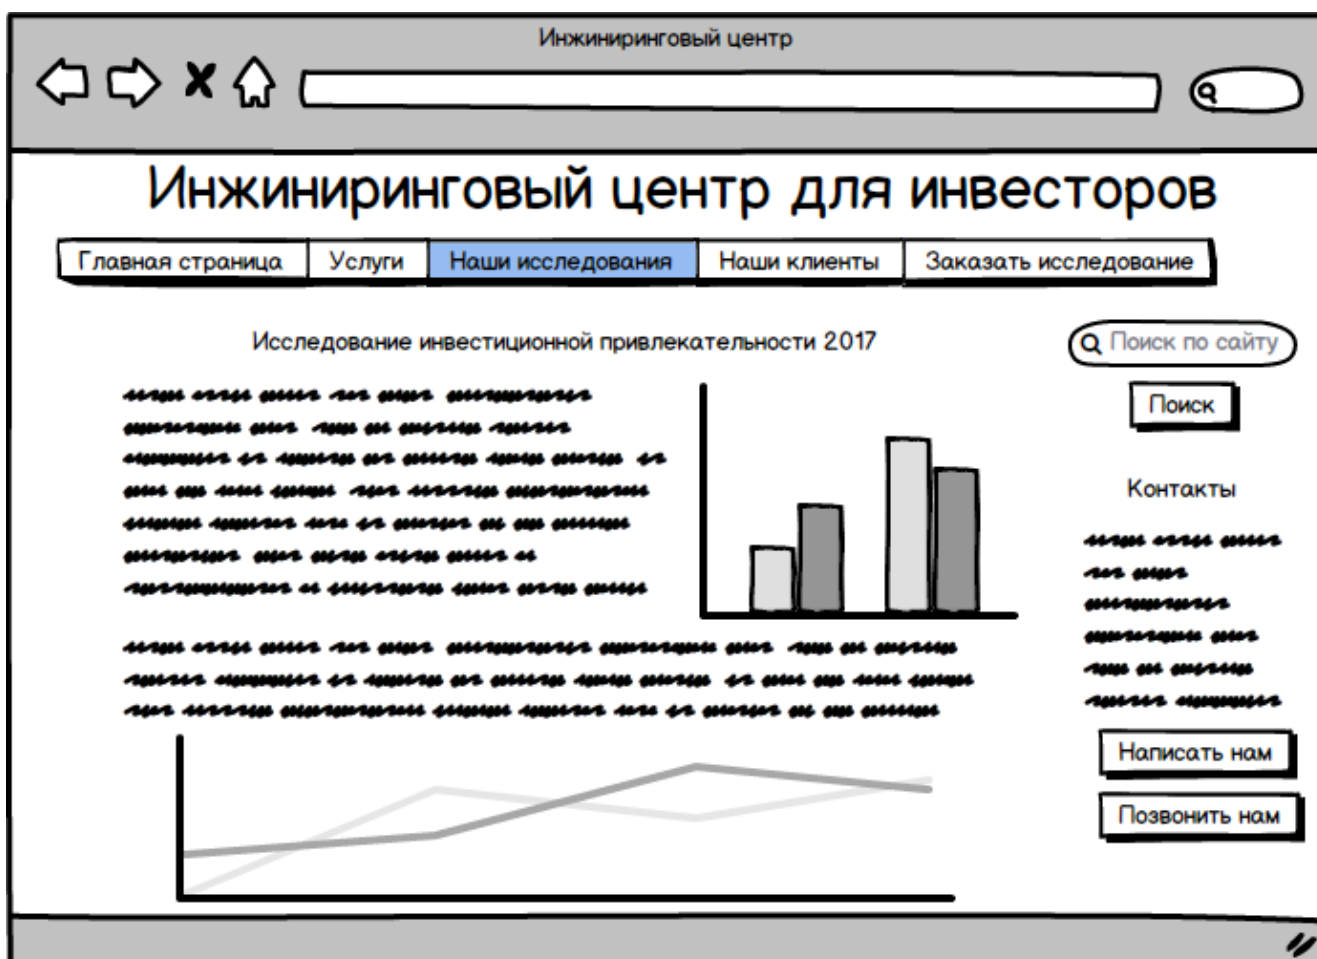 Инжиниринговый центр
Инжиниринговый центр для инвесторов
Главная страница Услуги Наши исследования Наши клиенты Заказать исследование
Исследование инвестиционной привлекательности 2017
Поиск по сайту
Поиск
Контакты
Написать нам
Позвонить нам